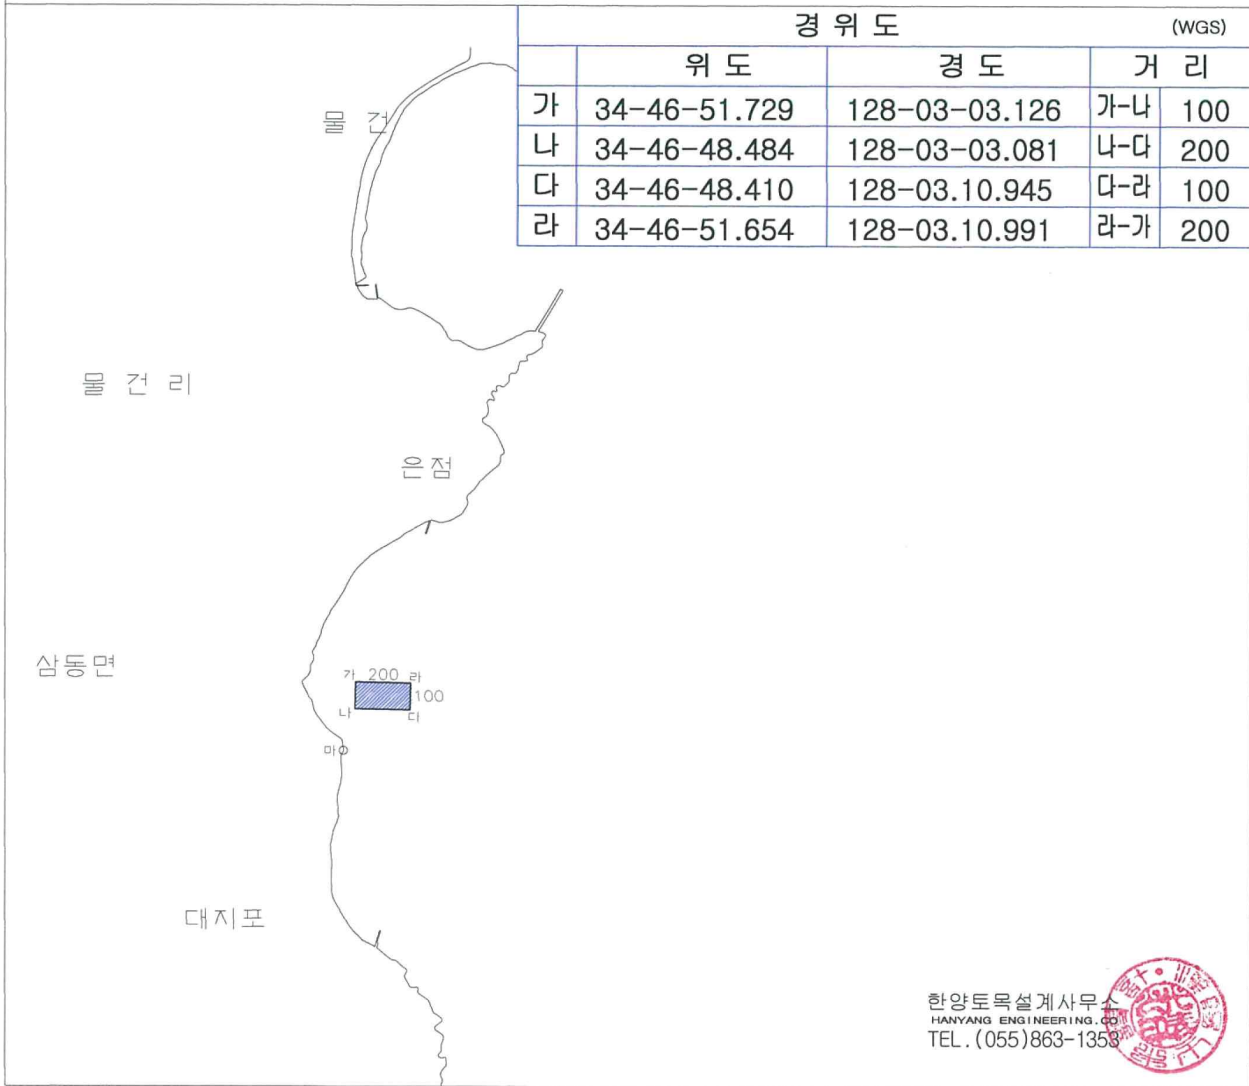 경 위 도 (WGS)
위 도 경 도 거 리
가 34-46-51.729 128-03-03.126 가-나 100
나 34-46-48.484 128-03-03.081 나-다 200
다 34-46-48.410 128-03.10.945 다-라 100
라 34-46-51.654 128-03.10.991 라-가 200
물 건
물 건 리
은점
삼동면
가 200 라
100
나 다
마
대지포
한양토목설계사무소
HANYANG ENGINEERING.CO
TEL.(055)863-1353